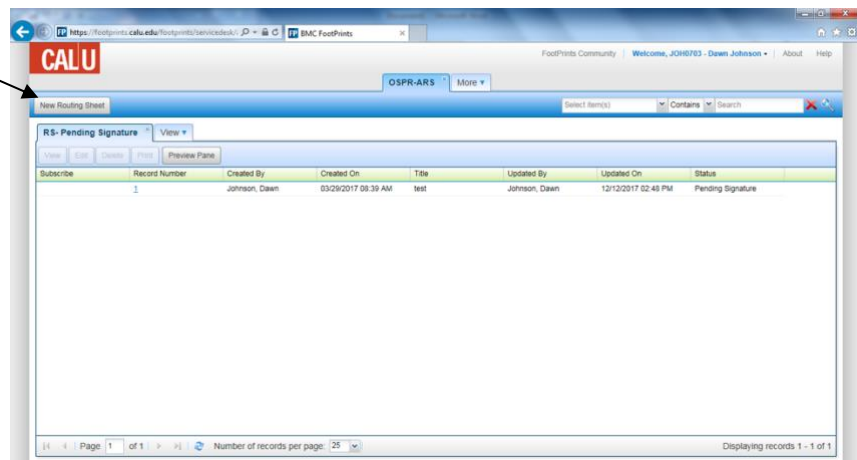 https://footprints.calu.edu/footprints/servicedesk/ BMC FootPrints
CALU
FootPrints Community Welcome, JOH0703 - Dawn Johnson About Help
OSPR-ARS More
New Routing Sheet Select item(s) Contains Search
RS- Pending Signature View
View Edit Delete Print Preview Pane
Subscribe Record Number Created By Created On Title Updated By Updated On Status
1 Johnson, Dawn 03/29/2017 08:39 AM test Johnson, Dawn 12/12/2017 02:48 PM Pending Signature
Page 1 of 1 Number of records per page: 25 Displaying records 1 - 1 of 1